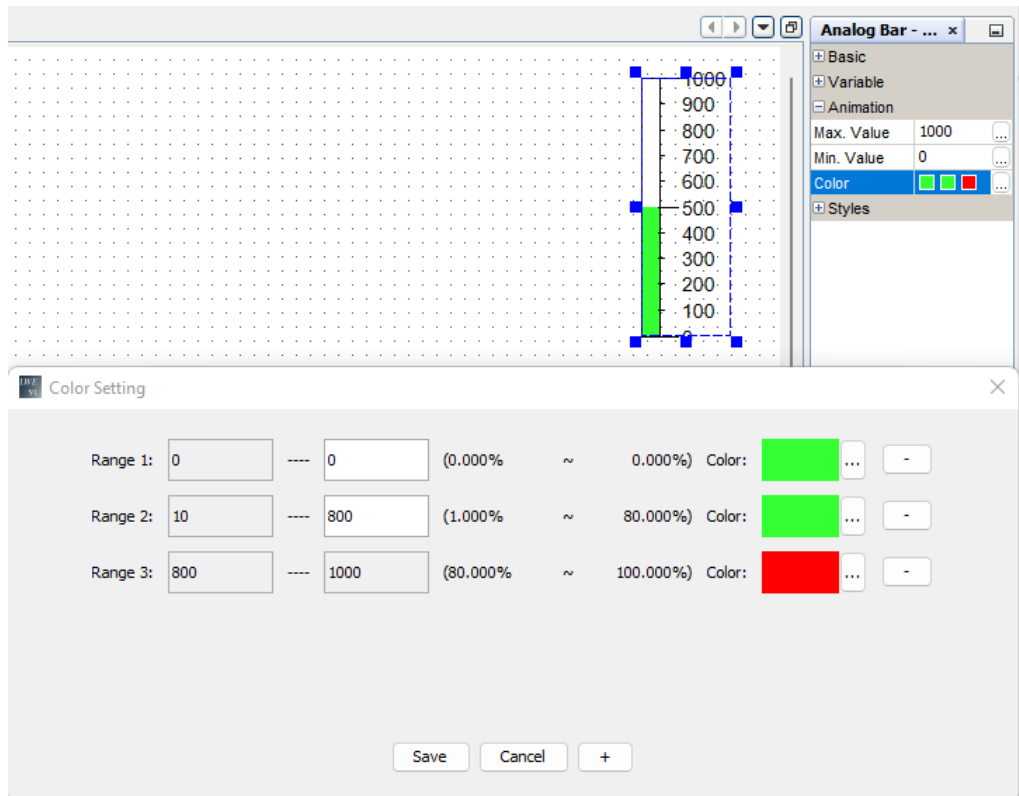 Analog Bar - ... ×
Basic
Variable
Animation
Max. Value 1000 ...
Min. Value 0 ...
Color ...
Styles
1000
900
800
700
600
500
400
300
200
100
0
LIVE V1 Color Setting
Range 1: 0 ---- 0 (0.000% ~ 0.000%) Color: ... -
Range 2: 10 ---- 800 (1.000% ~ 80.000%) Color: ... -
Range 3: 800 ---- 1000 (80.000% ~ 100.000%) Color: ... -
Save Cancel +